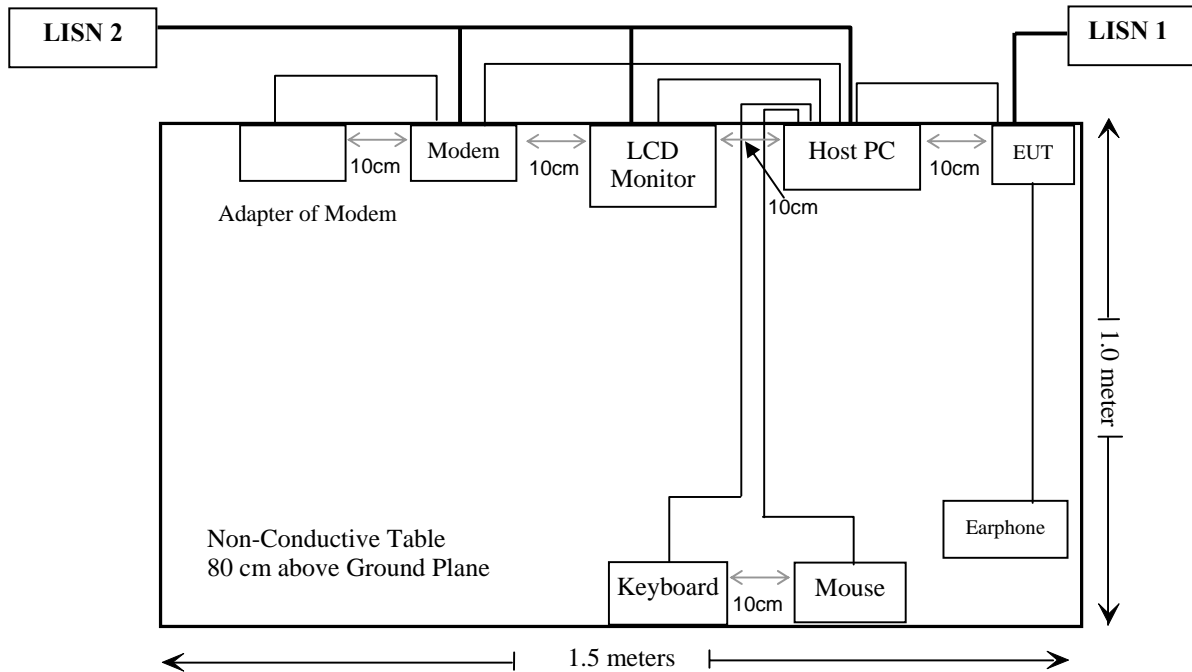 LISN 2
LISN 1
Modem
LCD
Monitor
Host PC
EUT
10cm
10cm
10cm
10cm
Adapter of Modem
1.0 meter
Earphone
Non-Conductive Table
80 cm above Ground Plane
Keyboard
10cm
Mouse
1.5 meters